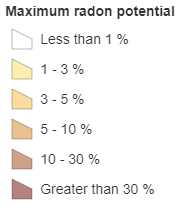 Maximum radon potential
Less than 1 %
1 - 3 %
3 - 5 %
5 - 10 %
10 - 30 %
Greater than 30 %